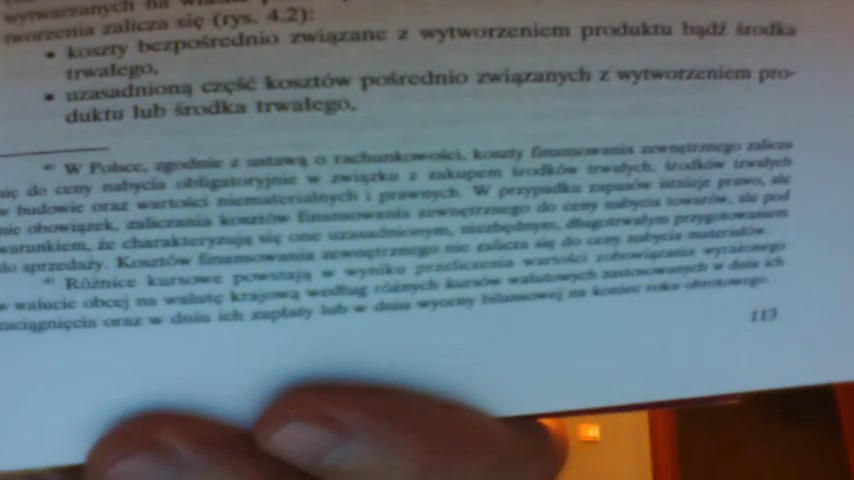 wytwarzanych na własne
tworzenia zalicza się (rys. 4.2):
• koszty bezpośrednio związane z wytworzeniem produktu bądź środka
trwałego,
• uzasadnioną część kosztów pośrednio związanych z wytworzeniem pro-
duktu lub środka trwałego,
W Polsce, zgodnie z ustawą o rachunkowości, koszty finansowania zewnętrznego zalicza
się do ceny nabycia obligatoryjnie w związku z zakupem środków trwałych, środków trwałych
w budowie oraz wartości niematerialnych i prawnych. W przypadku zapasów istnieje prawo, ale
nie obowiązek, zaliczania kosztów finansowania zewnętrznego do ceny nabycia towarów, ale pod
warunkiem, że charakteryzują się one uzasadnionym, niezbędnym, długotrwałym przygotowaniem
do sprzedaży. Kosztów finansowania zewnętrznego nie zalicza się do ceny nabycia materiałów.
Różnice kursowe powstają w wyniku przeliczenia wartości zobowiązania wyrażonego
w walucie obcej na walutę krajową według różnych kursów walutowych zastosowanych w dniu ich
zaciągnięcia oraz w dniu ich zapłaty lub w dniu wyceny bilansowej na koniec roku obrotowego.
113